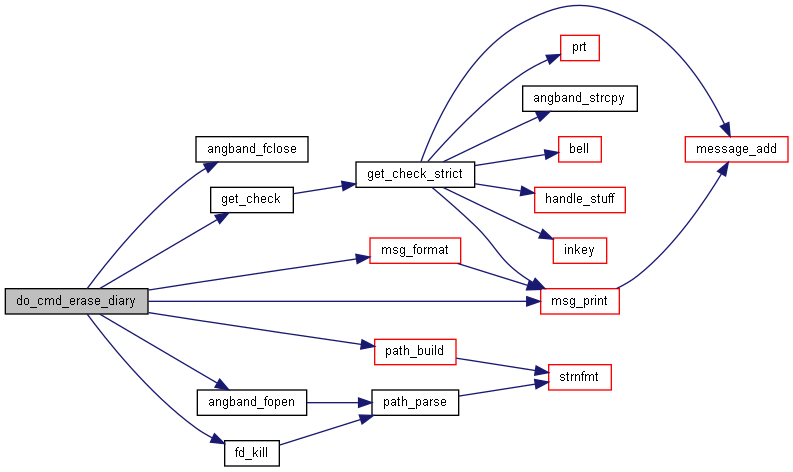 prt
angband_strcpy
angband_fclose
bell
message_add
get_check_strict
get_check
handle_stuff
msg_format
inkey
do_cmd_erase_diary
msg_print
path_build
strnfmt
angband_fopen
path_parse
fd_kill